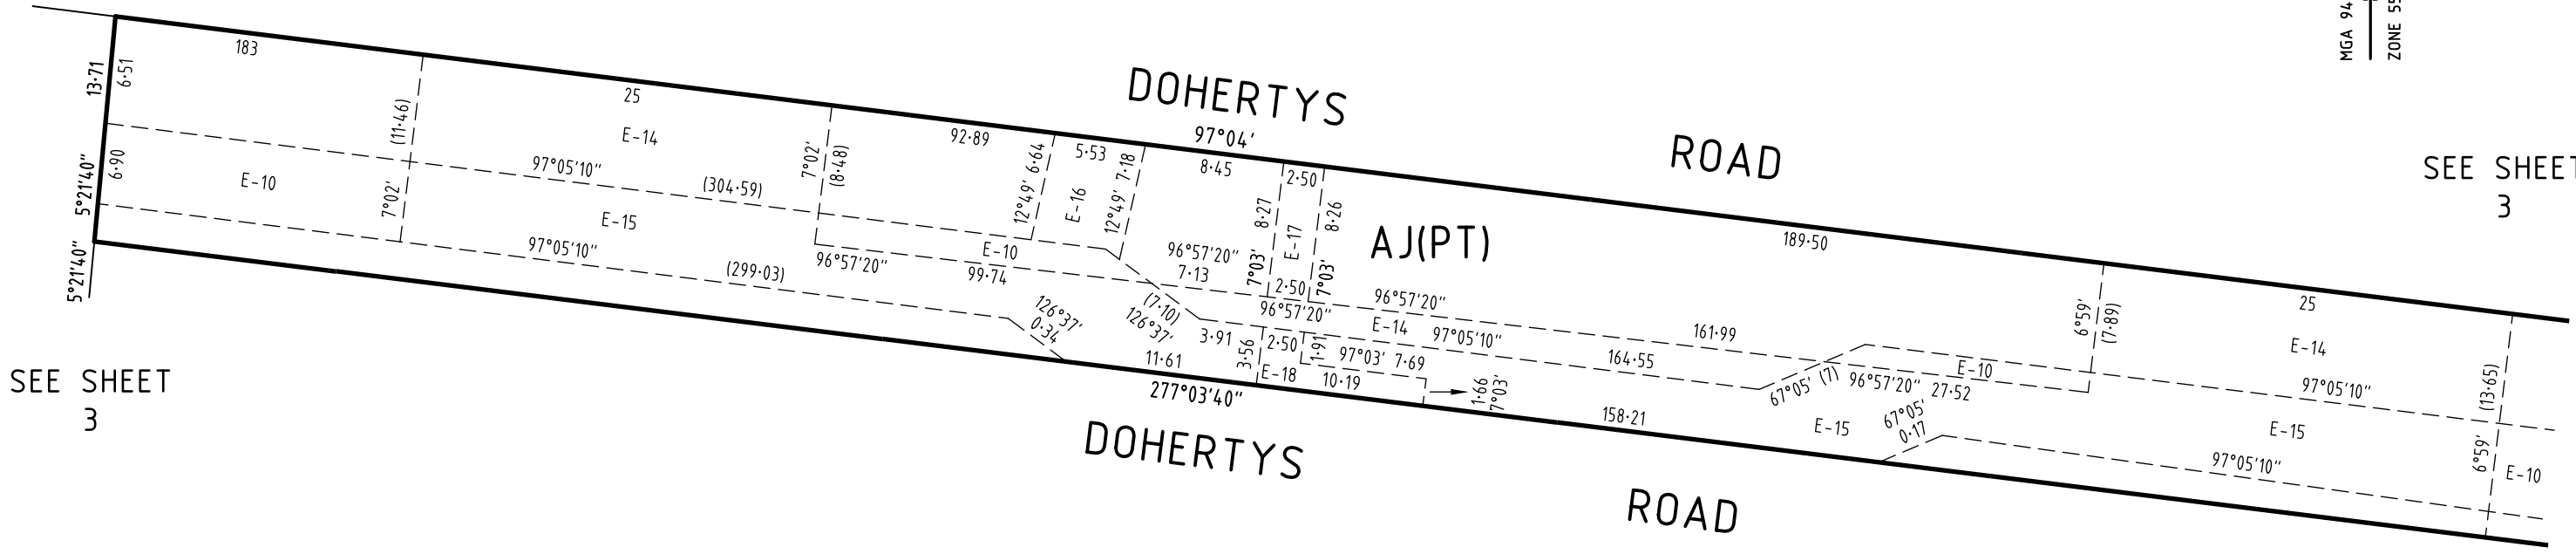 MGA 94
ZONE 55
183
13·71
6·51
(11·46)
25
E-14
DOHERTYS
ROAD
97°04'
92·89
7°02'
(8·48)
12°49' 6·64
5·53
E-16
12°49' 7·18
8·45
2·50
8·27
E-17
8·26
7°03'
7°03'
AJ(PT)
189·50
SEE SHEET
3
5°21'40"
6·90
E-10
7°02'
97°05'10"
(304·59)
E-15
97°05'10"
(299·03)
96°57'20"
E-10
99·74
96°57'20"
7·13
2·50
96°57'20"
96°57'20"
E-14
97°05'10"
161·99
164·55
6°59'
(7·89)
25
E-14
5°21'40"
126°37'
0·34
(7·10)
126°37'
3·91
3·56
2·50
1·91
97°03' 7·69
E-18
10·19
11·61
277°03'40"
1·66
7°03'
158·21
67°05' (7)
E-10
96°57'20" 27·52
67°05'
0·17
E-15
97°05'10"
E-15
(13·65)
6°59'
97°05'10"
E-10
SEE SHEET
3
DOHERTYS
ROAD